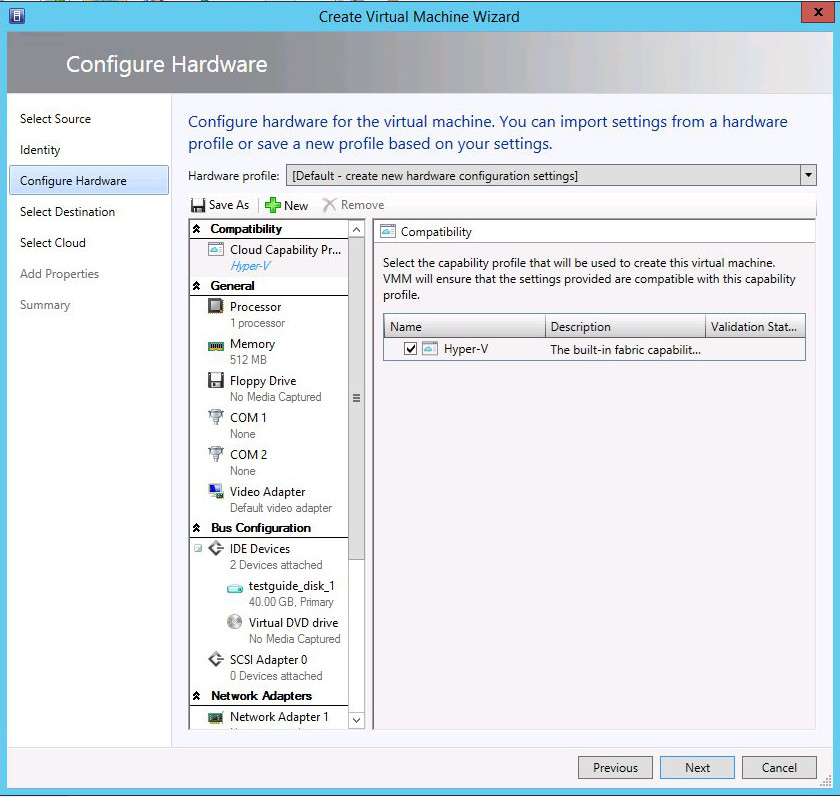 Create Virtual Machine Wizard
x
Configure Hardware
Select Source
Identity
Configure Hardware
Select Destination
Select Cloud
Add Properties
Summary
Configure hardware for the virtual machine. You can import settings from a hardware
profile or save a new profile based on your settings.
Hardware profile: [Default - create new hardware configuration settings]
Save As New Remove
Compatibility
Cloud Capability Pr...
Hyper-V
General
Processor
1 processor
Memory
512 MB
Floppy Drive
No Media Captured
COM 1
None
COM 2
None
Video Adapter
Default video adapter
Bus Configuration
IDE Devices
2 Devices attached
testguide_disk_1
40.00 GB, Primary
Virtual DVD drive
No Media Captured
SCSI Adapter 0
0 Devices attached
Network Adapters
Network Adapter 1
Compatibility
Select the capability profile that will be used to create this virtual machine.
VMM will ensure that the settings provided are compatible with this capability
profile.
Name Description Validation Stat...
Hyper-V The built-in fabric capabilit...
Previous Next Cancel